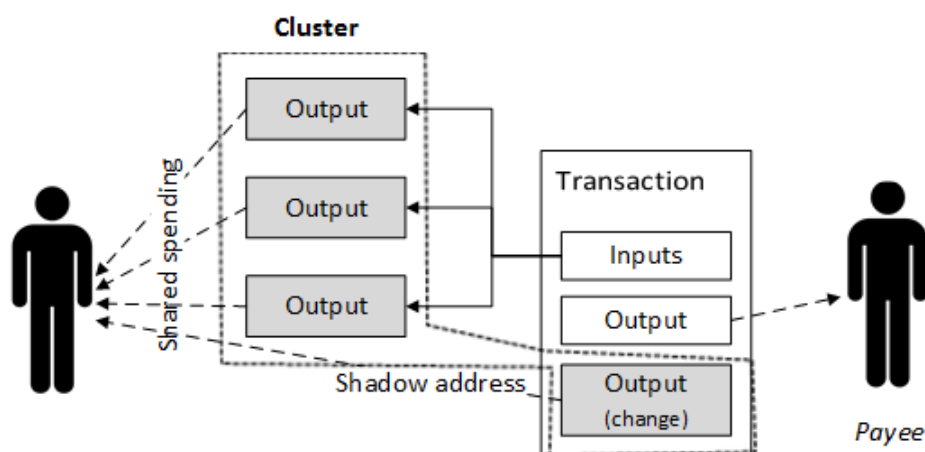 Cluster
Output
Output
Output
Shared spending
Shadow address
Transaction
Inputs
Output
Output
(change)
Payee